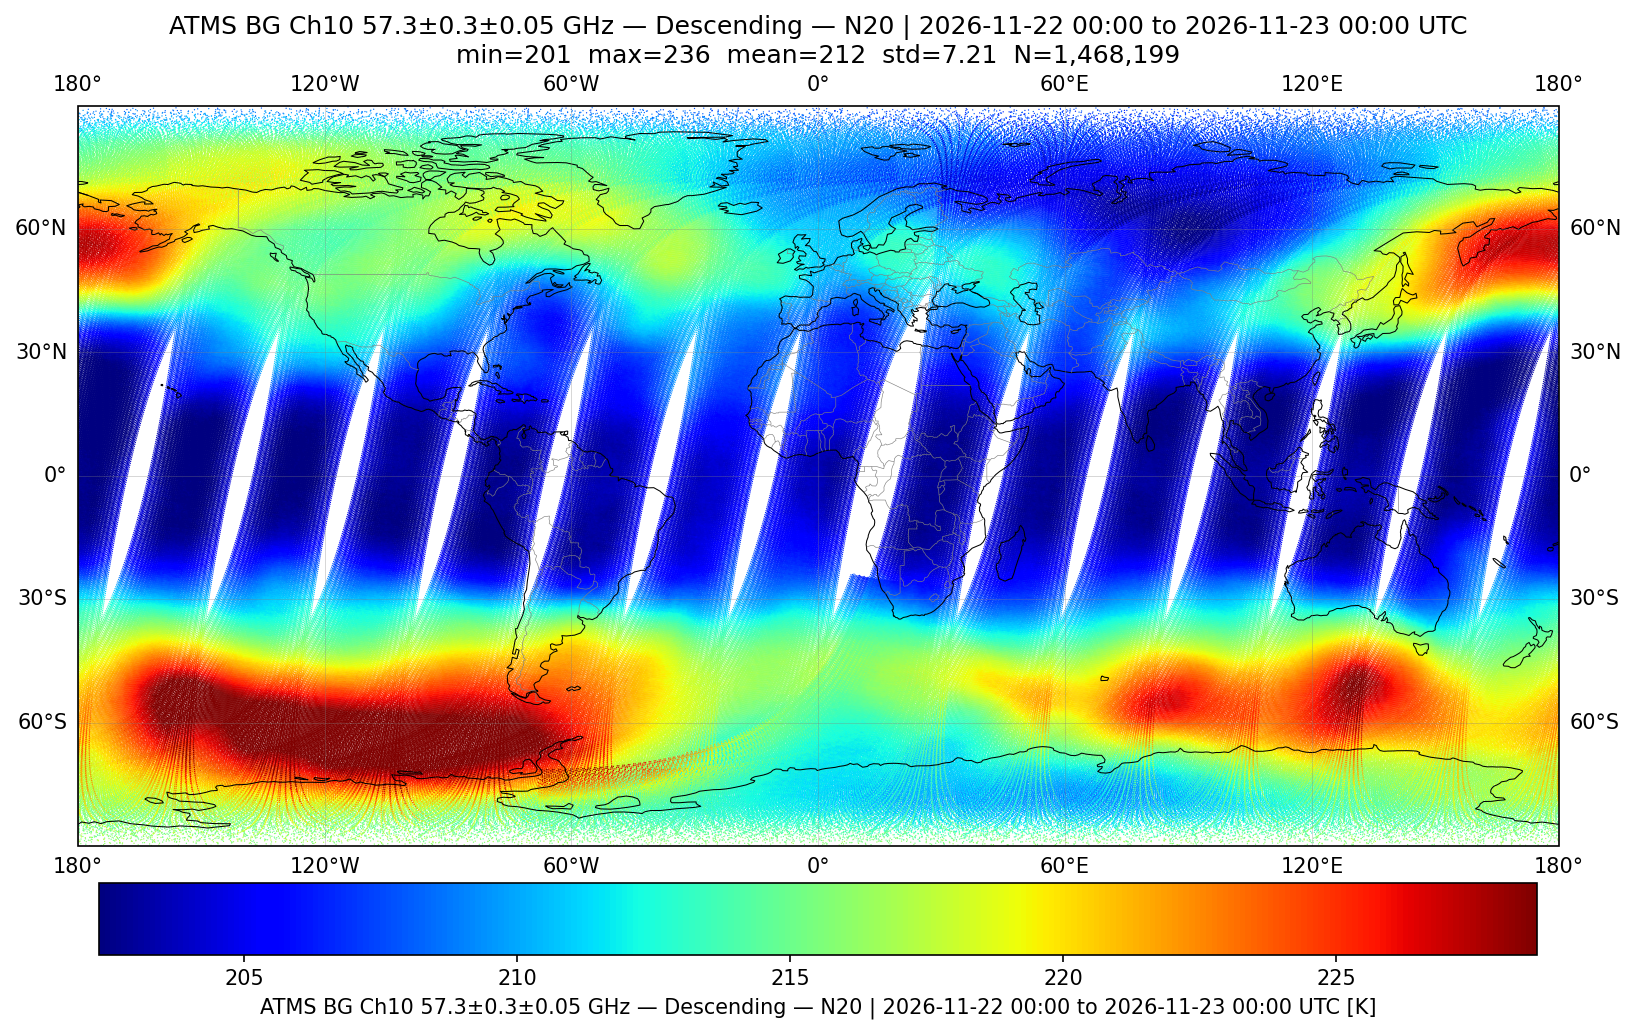 ATMS BG Ch10 57.3±0.3±0.05 GHz — Descending — N20 | 2026-11-22 00:00 to 2026-11-23 00:00 UTC
min=201 max=236 mean=212 std=7.21 N=1,468,199
180° 120°W 60°W 0° 60°E 120°E 180°
60°N 60°N
30°N 30°N
0° 0°
30°S 30°S
60°S 60°S
180° 120°W 60°W 0° 60°E 120°E 180°
205 210 215 220 225
ATMS BG Ch10 57.3±0.3±0.05 GHz — Descending — N20 | 2026-11-22 00:00 to 2026-11-23 00:00 UTC [K]